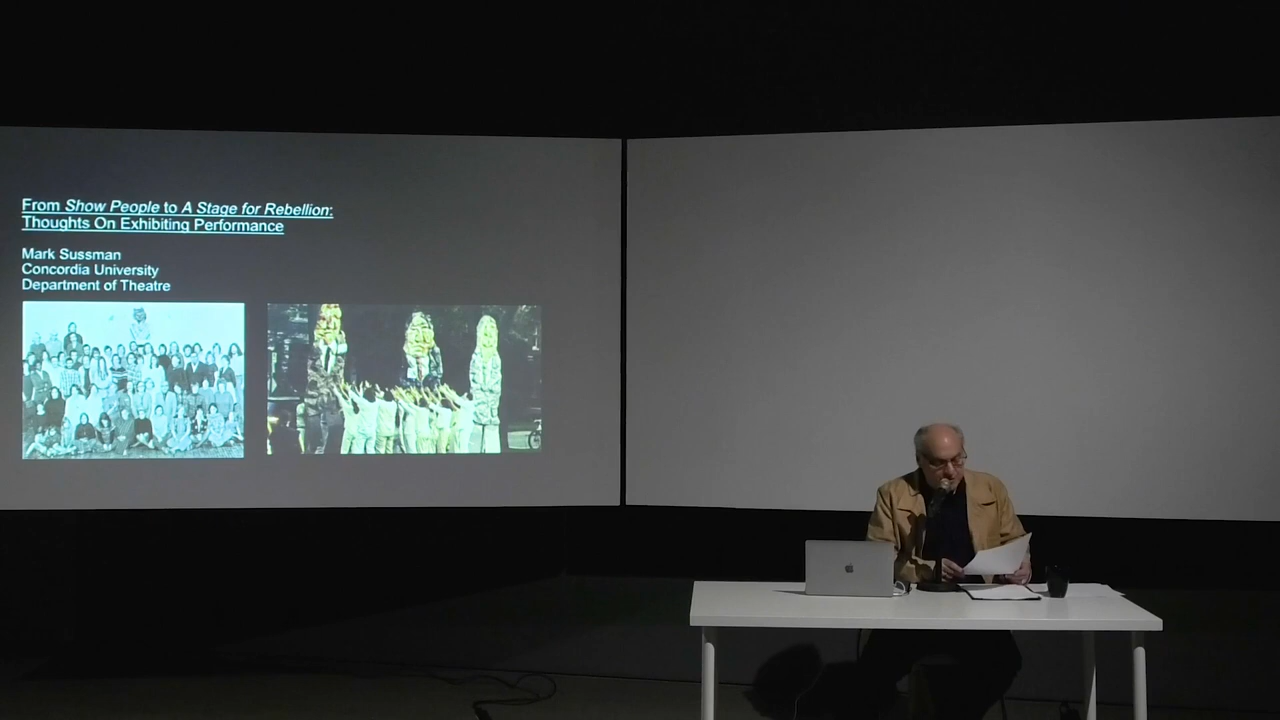 From Show People to A Stage for Rebellion:
Thoughts On Exhibiting Performance
Mark Sussman
Concordia University
Department of Theatre